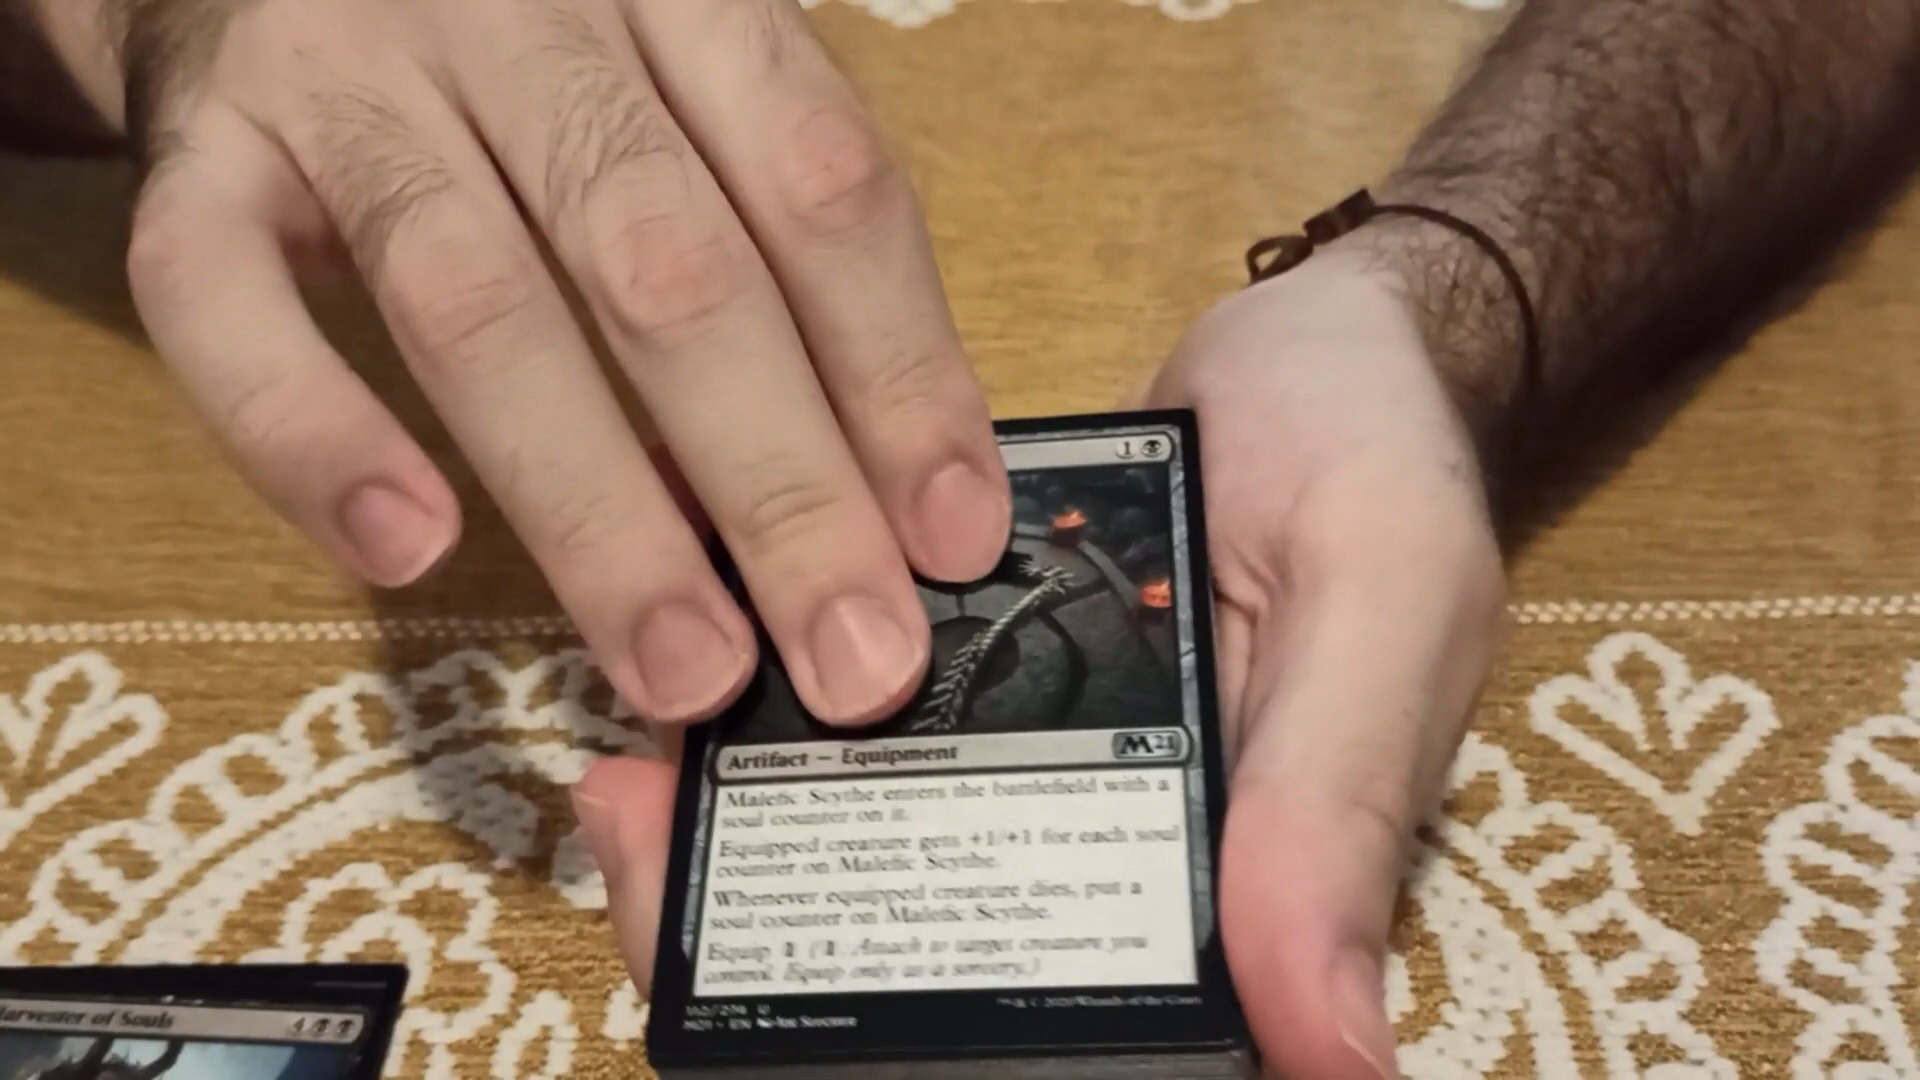 1
Artifact — Equipment
M21
Malefic Scythe enters the battlefield with a
soul counter on it.
Equipped creature gets +1/+1 for each soul
counter on Malefic Scythe.
Whenever equipped creature dies, put a
soul counter on Malefic Scythe.
Equip 1 (1: Attach to target creature you
control. Equip only as a sorcery.)
Harvester of Souls 4